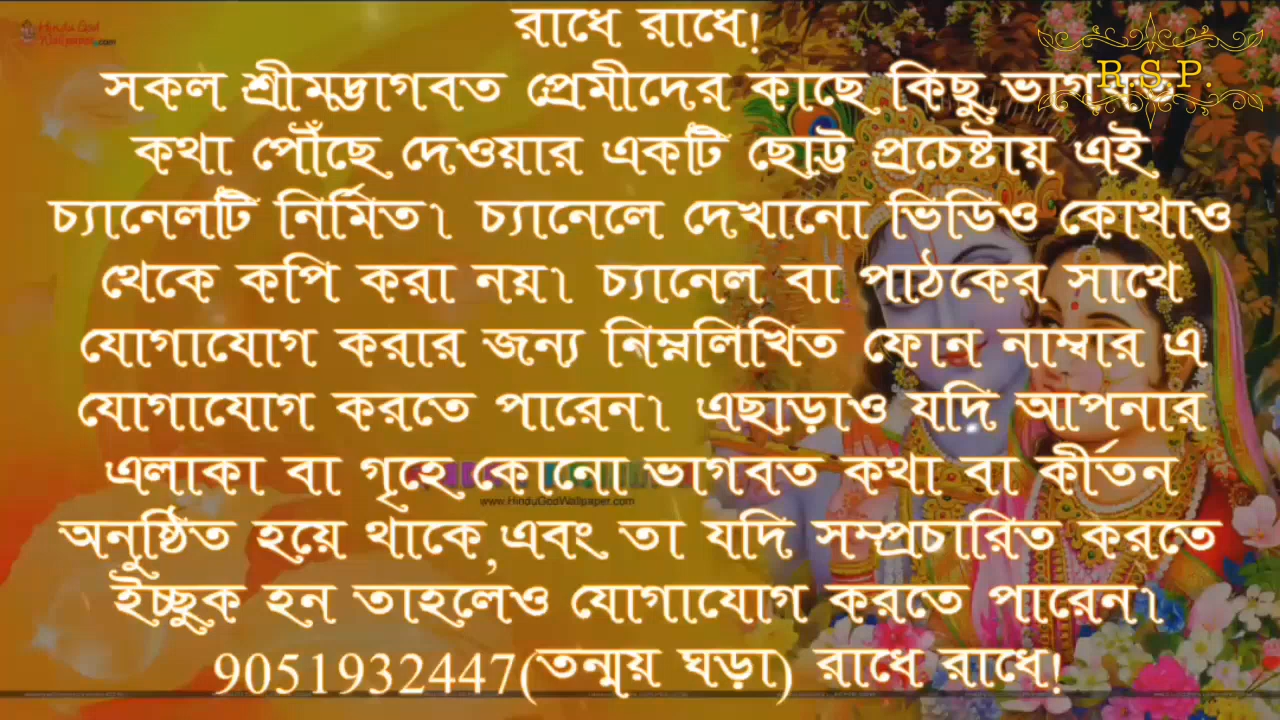 রাধে রাধে!
সকল শ্রীমদ্ভাগবত প্রেমীদের কাছে কিছু ভাগবত
R.S.P.
কথা পৌঁছে দেওয়ার একটি ছোট্ট প্রচেষ্টায় এই
চ্যানেলটি নির্মিত। চ্যানেলে দেখানো ভিডিও কোথাও
থেকে কপি করা নয়। চ্যানেল বা পাঠকের সাথে
যোগাযোগ করার জন্য নিম্নলিখিত ফোন নাম্বার এ
যোগাযোগ করতে পারেন। এছাড়াও যদি আপনার
এলাকা বা গৃহে কোনো ভাগবত কথা বা কীর্তন
www.HinduGodWallpaper.com
অনুষ্ঠিত হয়ে থাকে,এবং তা যদি সম্প্রচারিত করতে
ইচ্ছুক হন তাহলেও যোগাযোগ করতে পারেন।
9051932447(তন্ময় ঘড়া) রাধে রাধে!